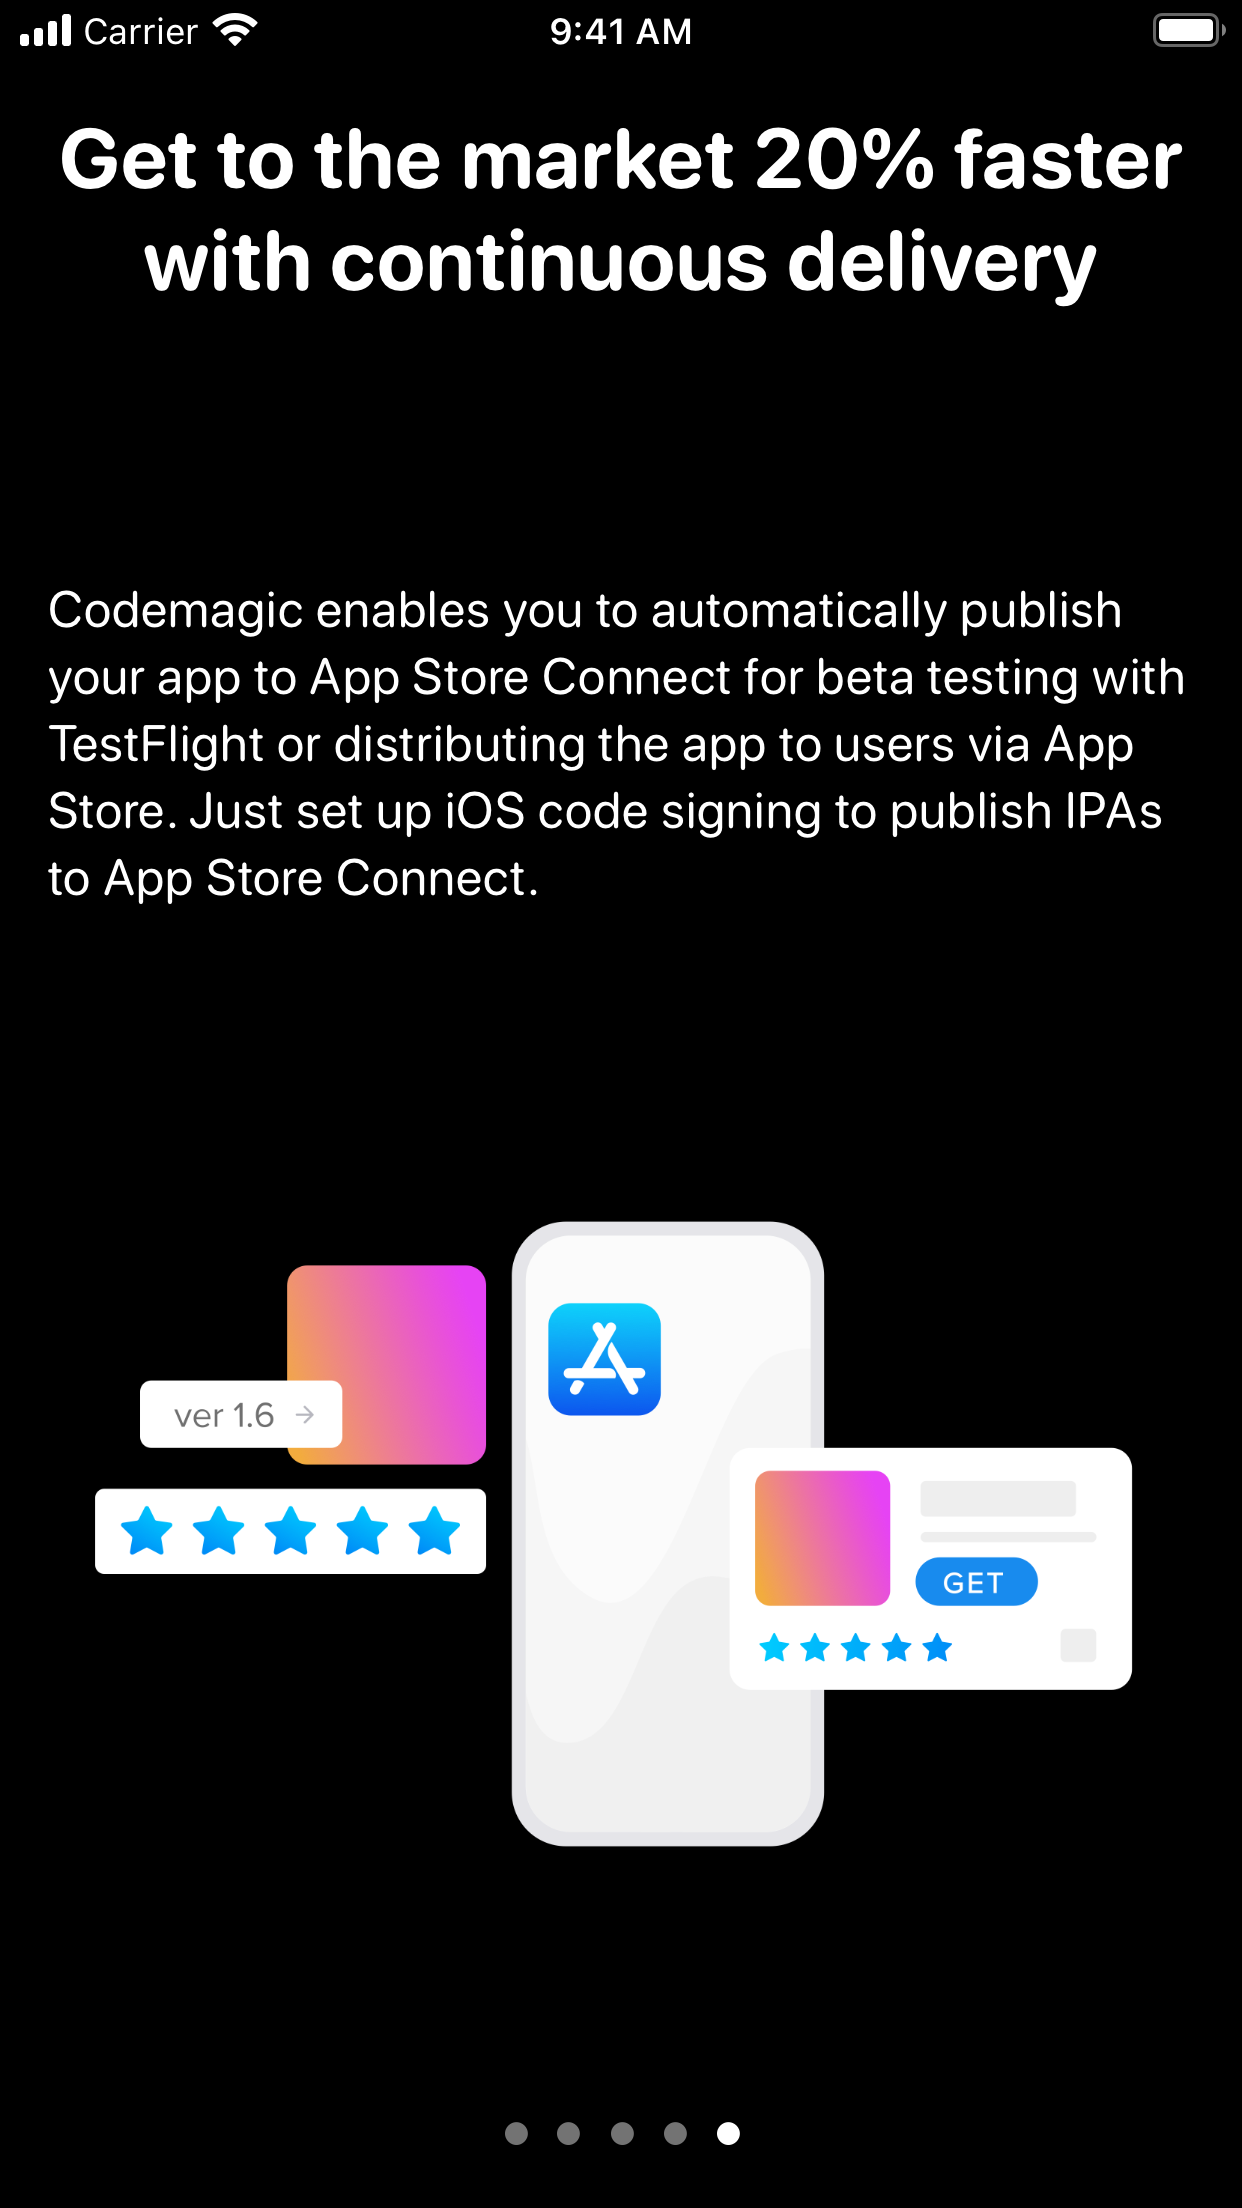 Carrier
9:41 AM
Get to the market 20% faster
with continuous delivery
Codemagic enables you to automatically publish
your app to App Store Connect for beta testing with
TestFlight or distributing the app to users via App
Store. Just set up iOS code signing to publish IPAs
to App Store Connect.
ver 1.6
GET